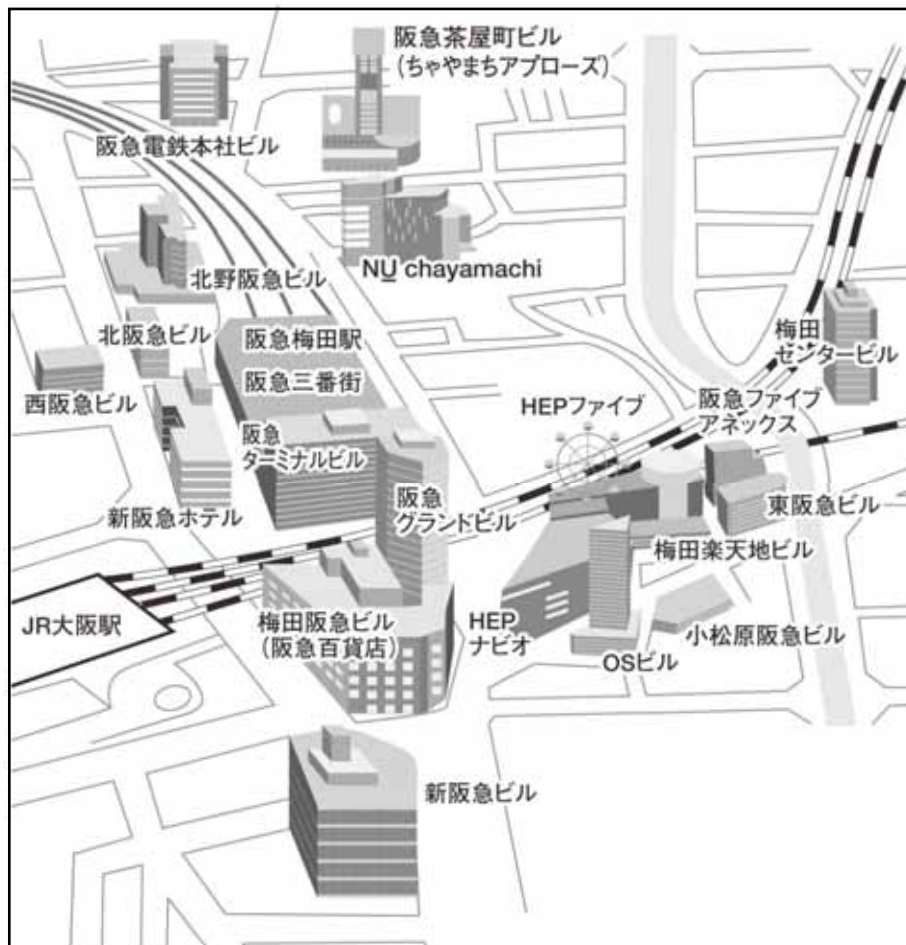 阪急茶屋町ビル
(ちゃやまちアプローズ)
阪急電鉄本社ビル
NU chayamachi
北野阪急ビル
北阪急ビル
阪急梅田駅
梅田
センタービル
阪急三番街
西阪急ビル
HEPファイブ
阪急ファイブ
アネックス
阪急
ターミナルビル
阪急
グランドビル
新阪急ホテル
東阪急ビル
梅田楽天地ビル
JR大阪駅
梅田阪急ビル
(阪急百貨店)
HEP
ナビオ
小松原阪急ビル
OSビル
新阪急ビル